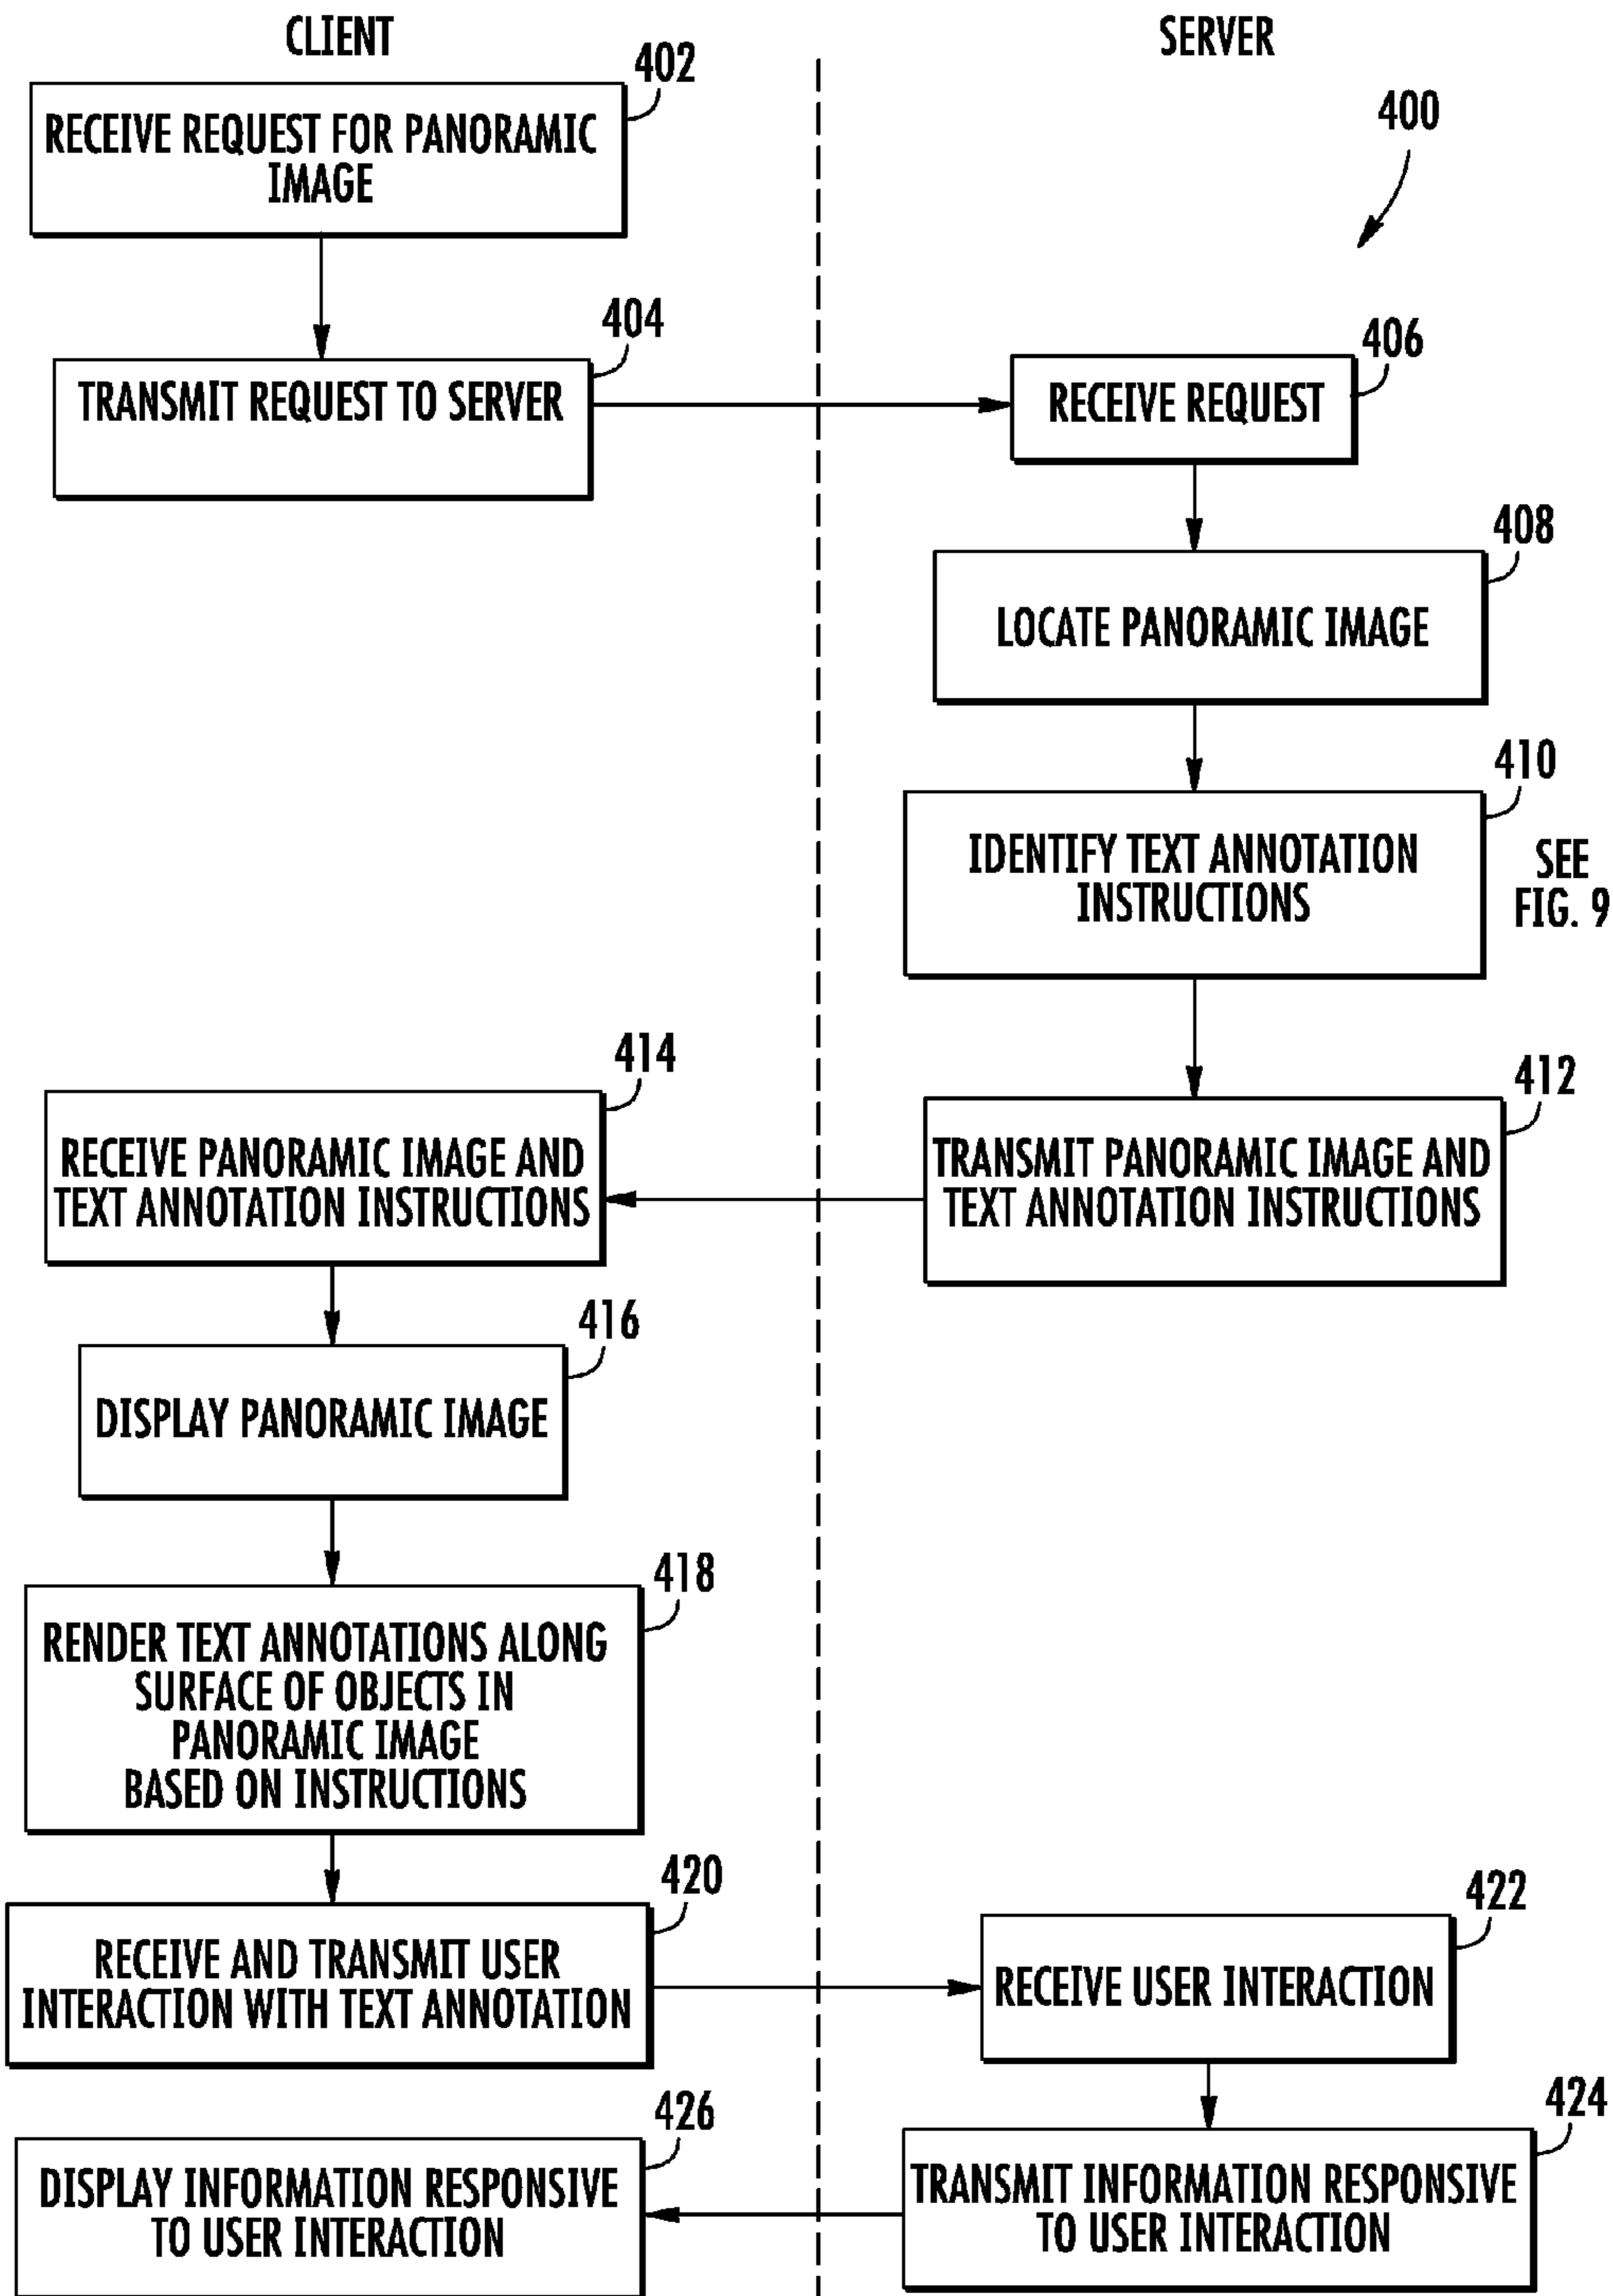 CLIENT
SERVER
400
402
RECEIVE REQUEST FOR PANORAMIC
IMAGE
404
TRANSMIT REQUEST TO SERVER
406
RECEIVE REQUEST
408
LOCATE PANORAMIC IMAGE
410
IDENTIFY TEXT ANNOTATION
INSTRUCTIONS
SEE
FIG. 9
412
TRANSMIT PANORAMIC IMAGE AND
TEXT ANNOTATION INSTRUCTIONS
414
RECEIVE PANORAMIC IMAGE AND
TEXT ANNOTATION INSTRUCTIONS
416
DISPLAY PANORAMIC IMAGE
418
RENDER TEXT ANNOTATIONS ALONG
SURFACE OF OBJECTS IN
PANORAMIC IMAGE
BASED ON INSTRUCTIONS
420
RECEIVE AND TRANSMIT USER
INTERACTION WITH TEXT ANNOTATION
422
RECEIVE USER INTERACTION
424
TRANSMIT INFORMATION RESPONSIVE
TO USER INTERACTION
426
DISPLAY INFORMATION RESPONSIVE
TO USER INTERACTION